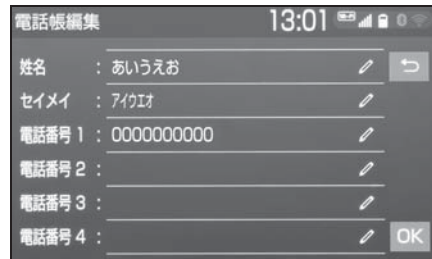 電話帳編集 13:01
姓名 : あいうえお
セイメイ : ｱｲｳｴｵ
電話番号 1 : 0000000000
電話番号 2 :
電話番号 3 :
電話番号 4 : OK